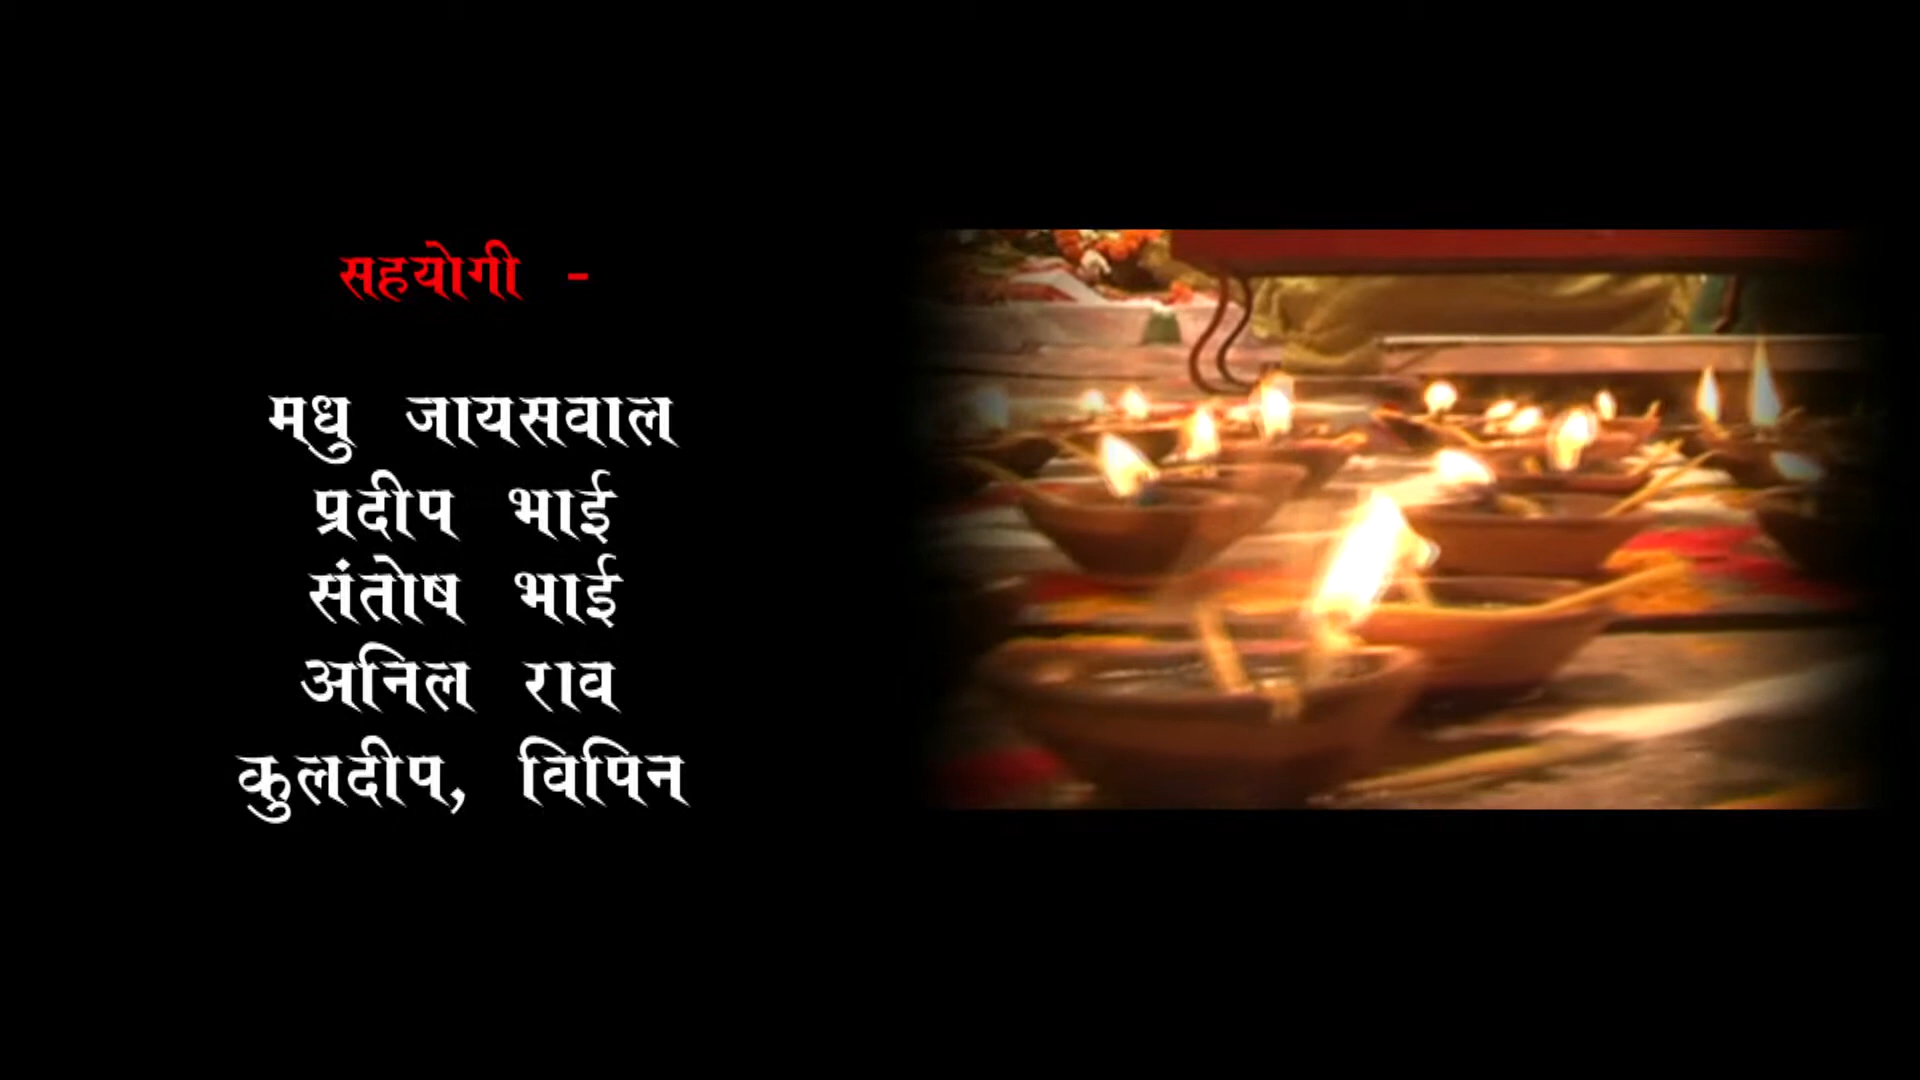 सहयोगी -
मधु जायसवाल
प्रदीप भाई
संतोष भाई
अनिल राव
कुलदीप, विपिन